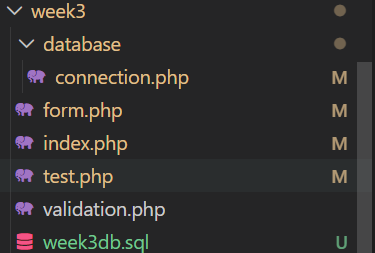 week3
database
connection.php M
form.php M
index.php M
test.php M
validation.php
week3db.sql U